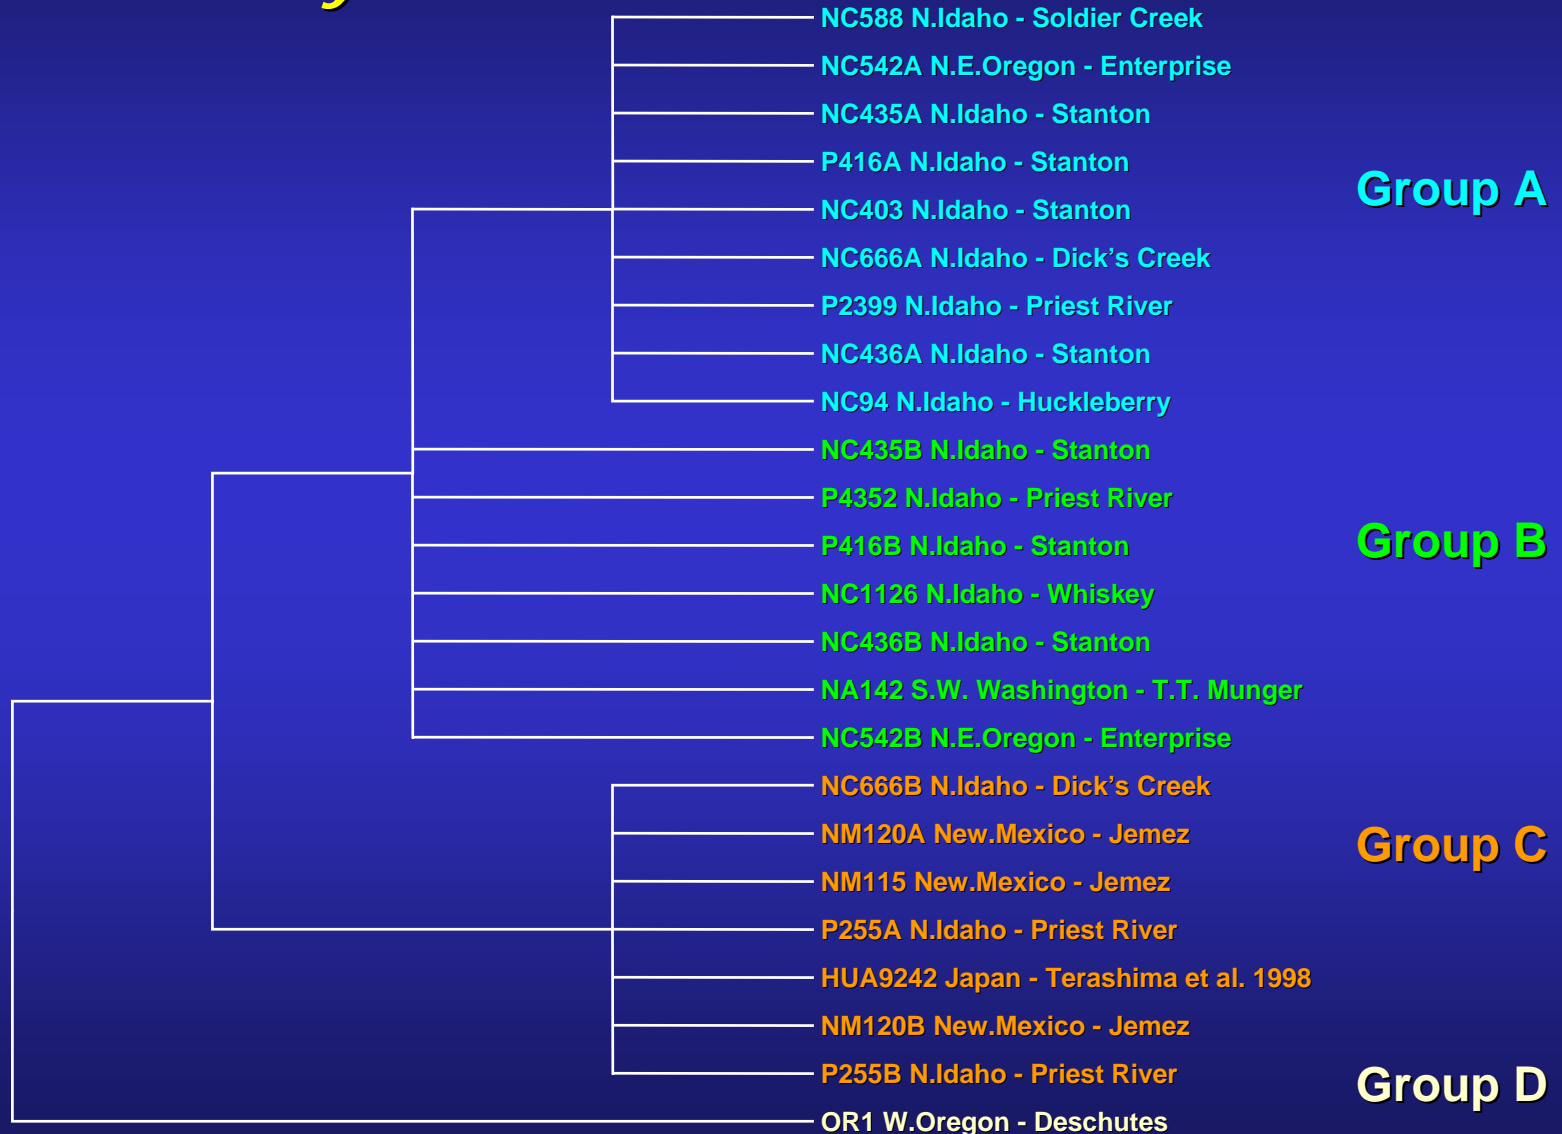 NC588 N.Idaho - Soldier Creek
NC542A N.E.Oregon - Enterprise
NC435A N.Idaho - Stanton
P416A N.Idaho - Stanton
Group A
NC403 N.Idaho - Stanton
NC666A N.Idaho - Dick’s Creek
P2399 N.Idaho - Priest River
NC436A N.Idaho - Stanton
NC94 N.Idaho - Huckleberry
NC435B N.Idaho - Stanton
P4352 N.Idaho - Priest River
Group B
P416B N.Idaho - Stanton
NC1126 N.Idaho - Whiskey
NC436B N.Idaho - Stanton
NA142 S.W. Washington - T.T. Munger
NC542B N.E.Oregon - Enterprise
NC666B N.Idaho - Dick’s Creek
NM120A New.Mexico - Jemez
Group C
NM115 New.Mexico - Jemez
P255A N.Idaho - Priest River
HUA9242 Japan - Terashima et al. 1998
NM120B New.Mexico - Jemez
P255B N.Idaho - Priest River
Group D
OR1 W.Oregon - Deschutes